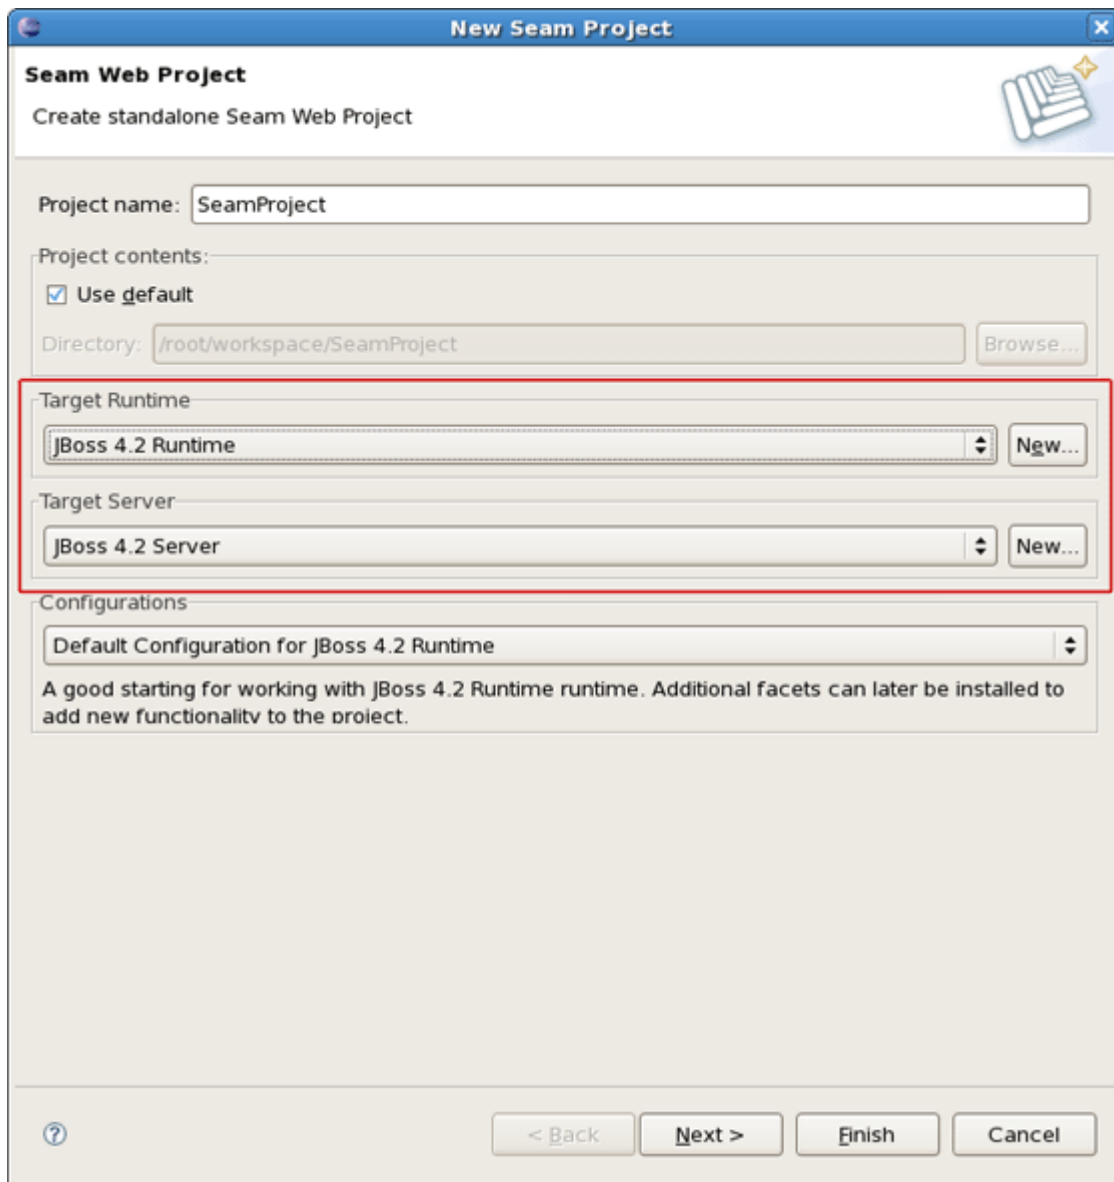 New Seam Project
Seam Web Project
Create standalone Seam Web Project
Project name: SeamProject
Project contents:
Use default
Directory: /root/workspace/SeamProject Browse...
Target Runtime
JBoss 4.2 Runtime New...
Target Server
JBoss 4.2 Server New...
Configurations
Default Configuration for JBoss 4.2 Runtime
A good starting for working with JBoss 4.2 Runtime runtime. Additional facets can later be installed to
add new functionality to the project.
? < Back Next > Finish Cancel